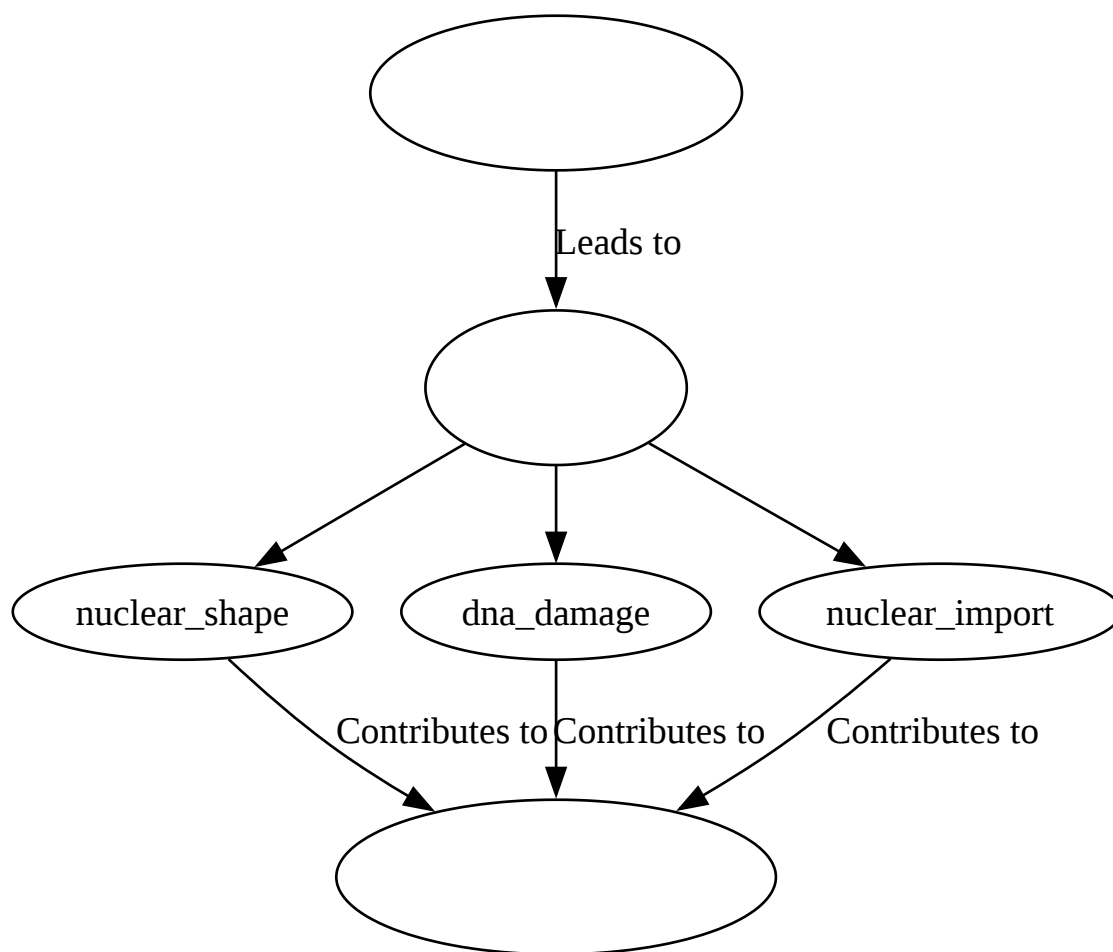 Leads to
nuclear_shape
dna_damage
nuclear_import
Contributes to
Contributes to
Contributes to